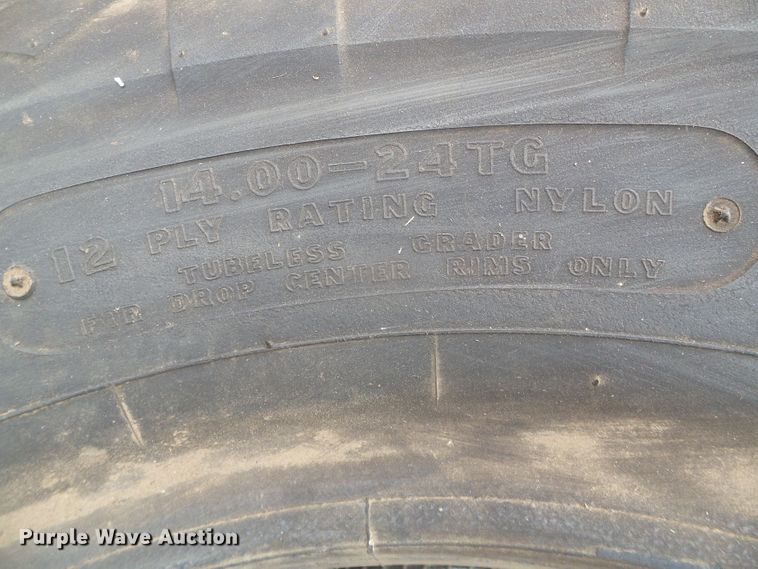 14.00-24TG
12 PLY RATING NYLON
TUBELESS GRADER
FOR DROP CENTER RIMS ONLY
Purple Wave Auction